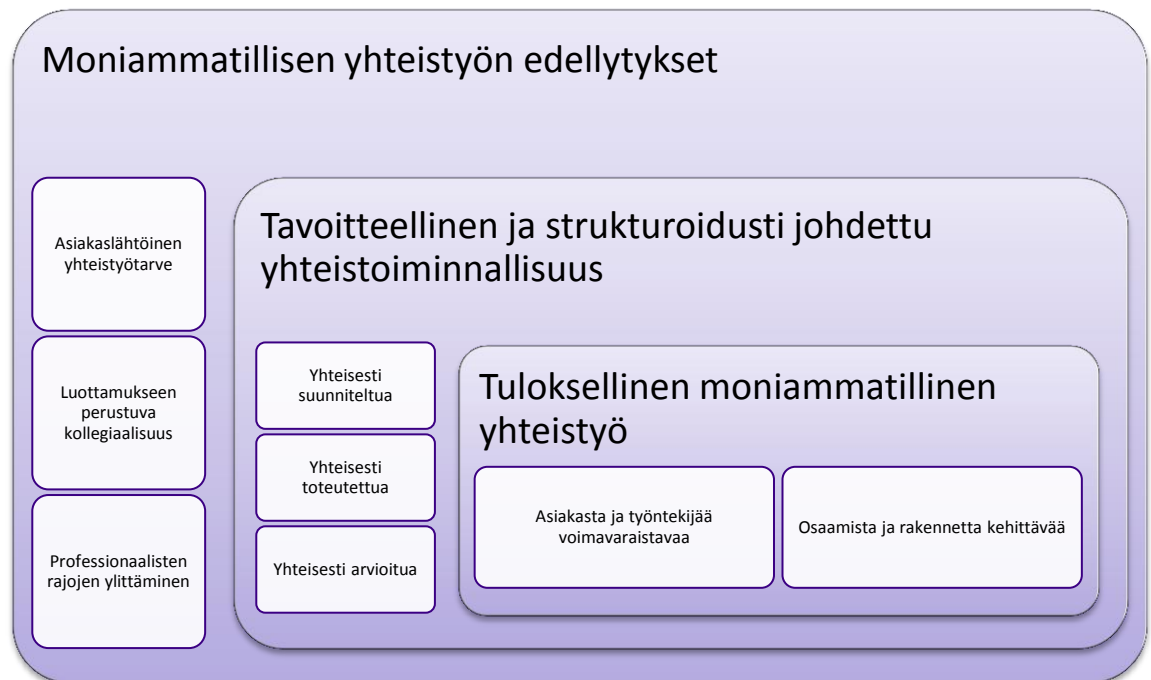 Moniammatillisen yhteistyön edellytykset
Asiakaslähtöinen
yhteistyötarve
Luottamukseen
perustuva
kollegiaalisuus
Professionaalisten
rajojen ylittäminen
Tavoitteellinen ja strukturoidusti johdettu
yhteistoiminnallisuus
Yhteisesti
suunniteltua
Yhteisesti
toteutettua
Yhteisesti arvioitua
Tuloksellinen moniammatillinen
yhteistyö
Asiakasta ja työntekijää
voimavaraistavaa
Osaamista ja rakennetta kehittävää